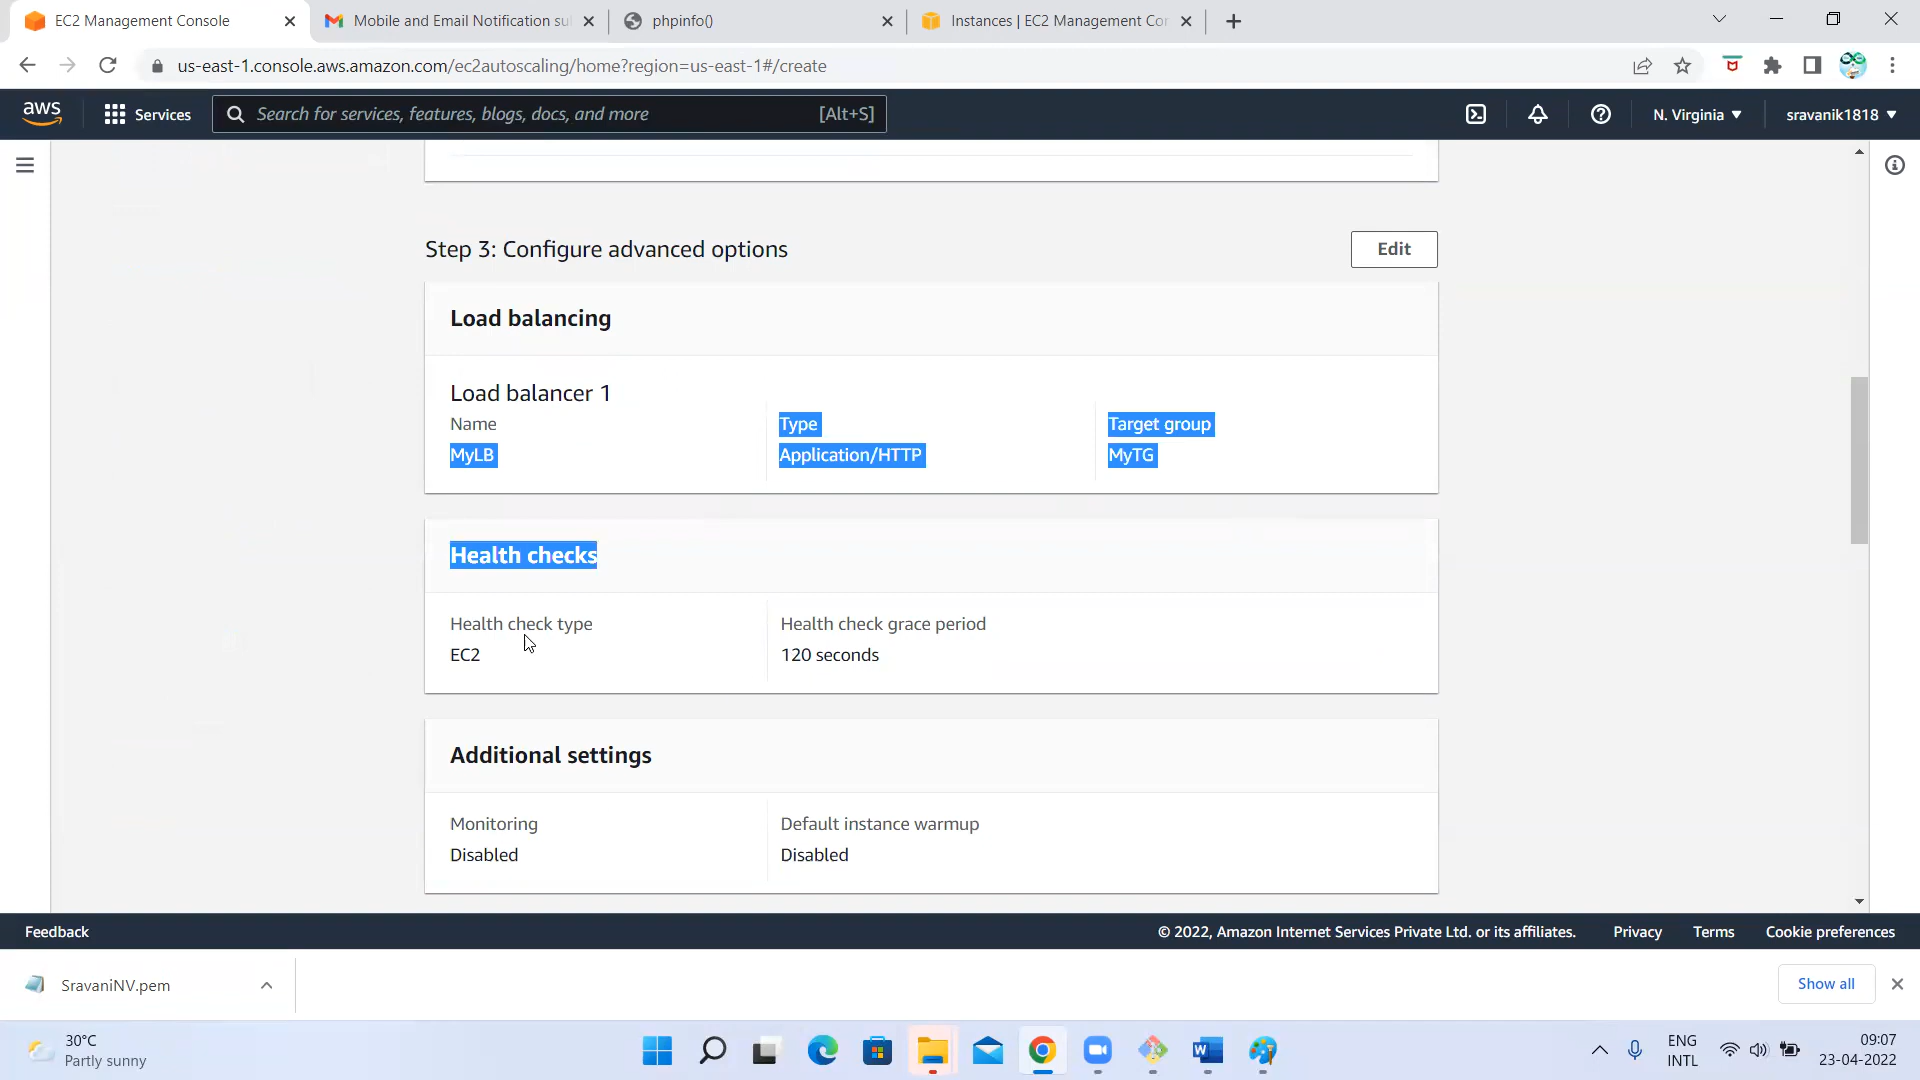 EC2 Management Console
Mobile and Email Notification su
phpinfo()
Instances | EC2 Management Con
us-east-1.console.aws.amazon.com/ec2autoscaling/home?region=us-east-1#/create
aws
Services
Search for services, features, blogs, docs, and more
[Alt+S]
N. Virginia
sravanik1818
Step 3: Configure advanced options
Edit
Load balancing
Load balancer 1
Name
Type
Target group
MyLB
Application/HTTP
MyTG
Health checks
Health check type
Health check grace period
EC2
120 seconds
Additional settings
Monitoring
Default instance warmup
Disabled
Disabled
Feedback
© 2022, Amazon Internet Services Private Ltd. or its affiliates.
Privacy
Terms
Cookie preferences
SravaniNV.pem
Show all
30°C
Partly sunny
ENG
INTL
09:07
23-04-2022